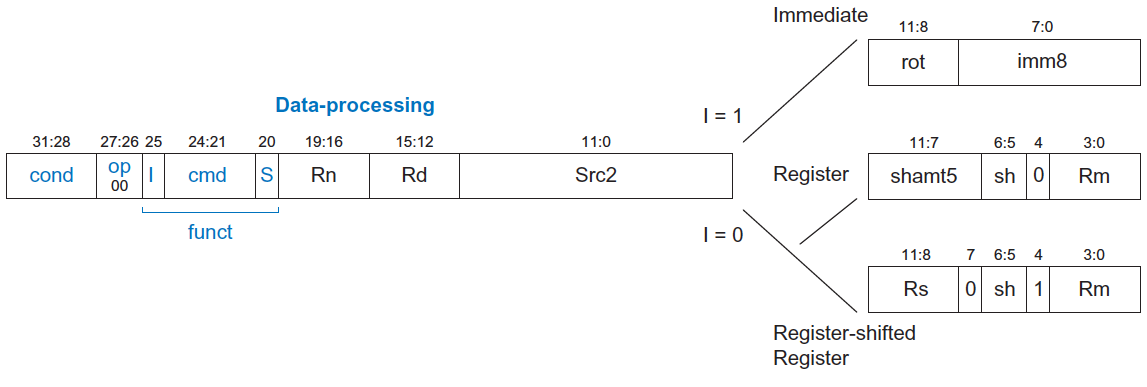 Immediate
11:8 7:0
rot imm8
Data-processing
I = 1
31:28 27:26 25 24:21 20 19:16 15:12 11:0
cond op 00 I cmd S Rn Rd Src2
funct
Register
11:7 6:5 4 3:0
shamt5 sh 0 Rm
I = 0
11:8 7 6:5 4 3:0
Rs 0 sh 1 Rm
Register-shifted
Register